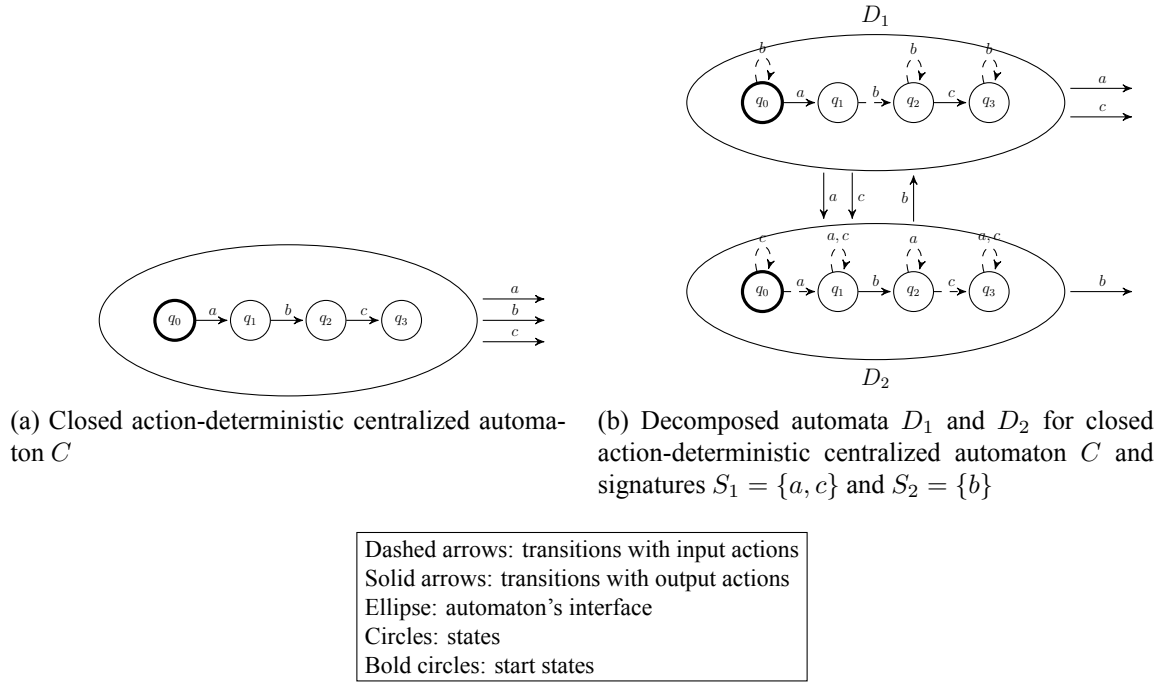 D₁
b b b
q₀ a q₁ b q₂ c q₃
a
c
a c b
c a, c a a, c
q₀ a q₁ b q₂ c q₃
b
D₂
q₀ a q₁ b q₂ c q₃
a
b
c
(a) Closed action-deterministic centralized automa-
ton C
(b) Decomposed automata D₁ and D₂ for closed
action-deterministic centralized automaton C and
signatures S₁ = {a, c} and S₂ = {b}
Dashed arrows: transitions with input actions
Solid arrows: transitions with output actions
Ellipse: automaton’s interface
Circles: states
Bold circles: start states